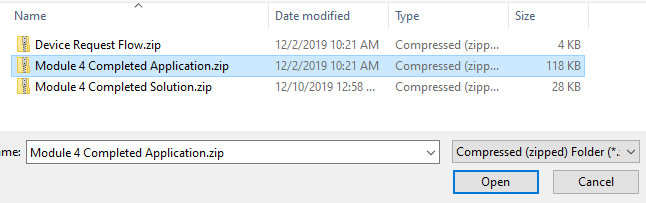 Name Date modified Type Size
Device Request Flow.zip 12/2/2019 10:21 AM Compressed (zipp... 4 KB
Module 4 Completed Application.zip 12/2/2019 10:21 AM Compressed (zipp... 118 KB
Module 4 Completed Solution.zip 12/10/2019 12:58 ... Compressed (zipp... 28 KB
ame: Module 4 Completed Application.zip Compressed (zipped) Folder (*.z
Open Cancel